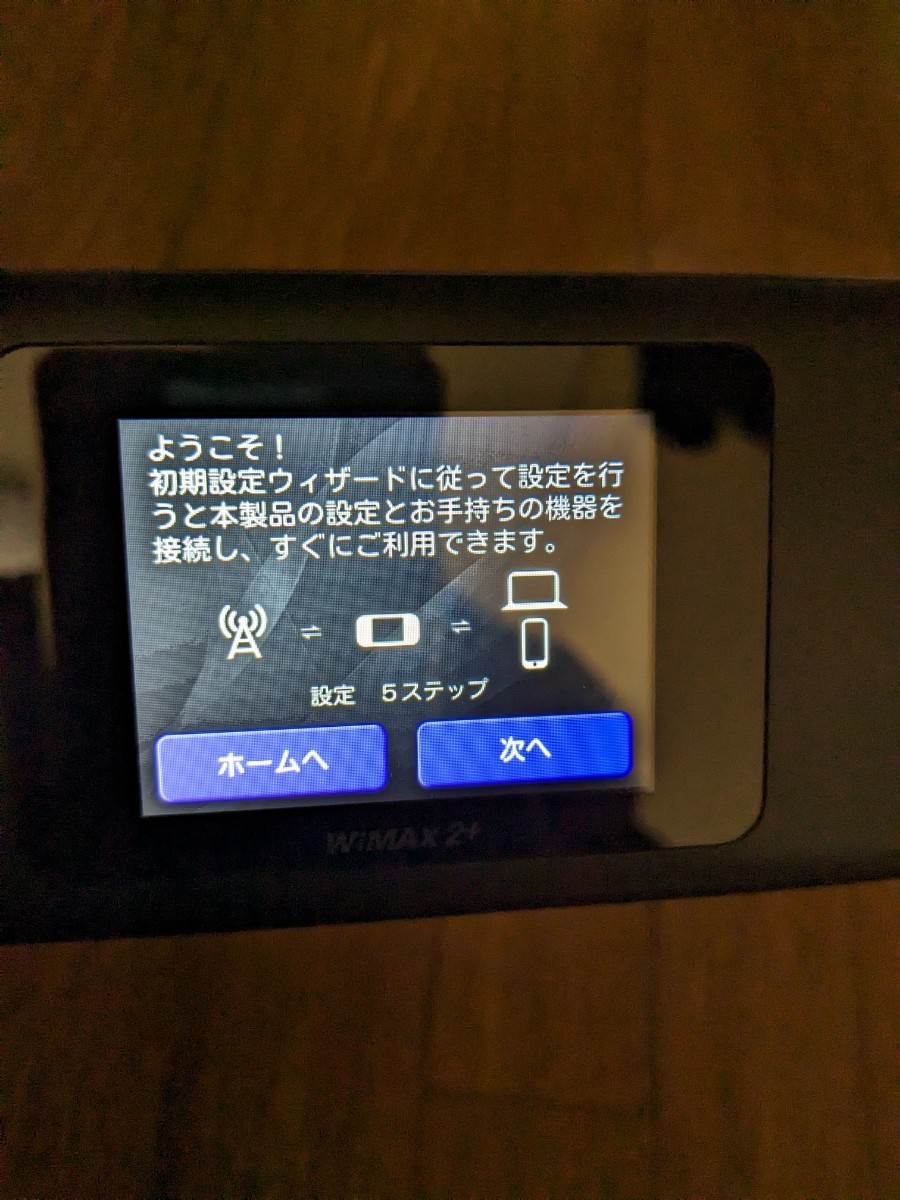 ようこそ！
初期設定ウィザードに従って設定を行
うと本製品の設定とお手持ちの機器を
接続し、すぐにご利用できます。
設定　5ステップ
ホームへ
次へ
WiMAX 2+